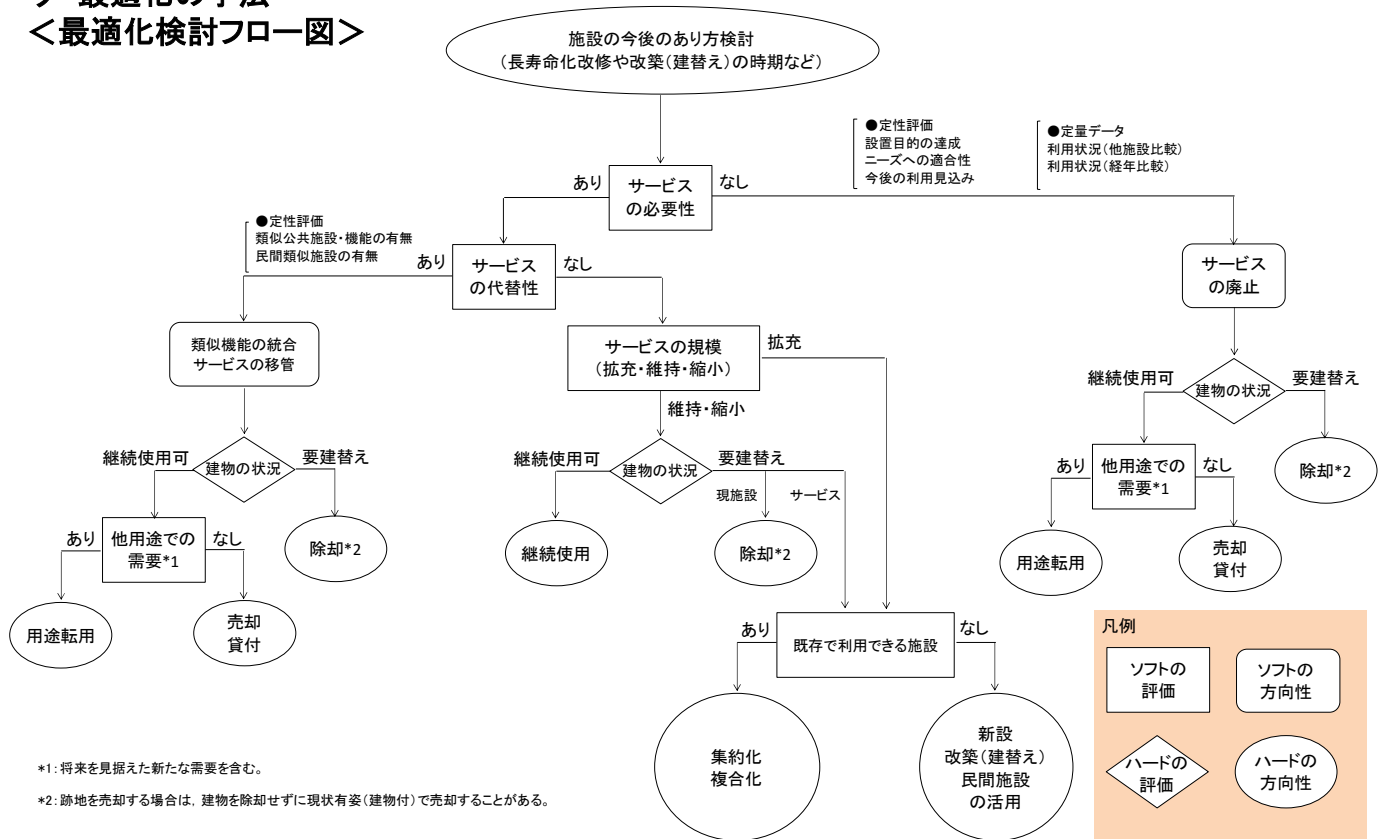 ＜最適化検討フロー図＞
施設の今後のあり方検討
（長寿命化改修や改築（建替え）の時期など）
●定性評価
設置目的の達成
ニーズへの適合性
今後の利用見込み
●定量データ
利用状況（他施設比較）
利用状況（経年比較）
あり
サービス
の必要性
なし
●定性評価
類似公共施設・機能の有無
民間類似施設の有無
あり
サービス
の代替性
なし
サービス
の廃止
類似機能の統合
サービスの移管
サービスの規模
（拡充・維持・縮小）
拡充
維持・縮小
継続使用可
建物の状況
要建替え
継続使用可
建物の状況
要建替え
現施設
サービス
継続使用可
建物の状況
要建替え
あり
他用途での
需要*1
なし
除却*2
あり
他用途での
需要*1
なし
除却*2
継続使用
除却*2
用途転用
売却
貸付
用途転用
売却
貸付
あり
既存で利用できる施設
なし
集約化
複合化
新設
改築（建替え）
民間施設
の活用
凡例
ソフトの
評価
ソフトの
方向性
ハードの
評価
ハードの
方向性
*1：将来を見据えた新たな需要を含む。
*2：跡地を売却する場合は，建物を除却せずに現状有姿（建物付）で売却することがある。